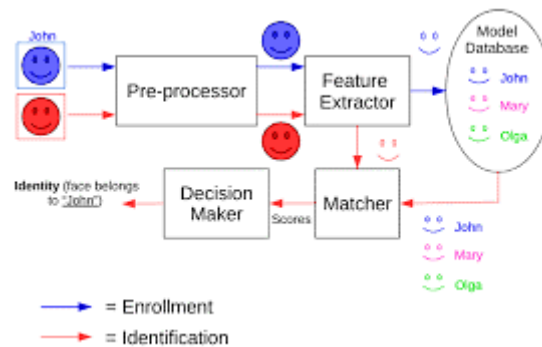 John
Pre-processor
Feature
Extractor
Model
Database
John
Mary
Olga
Identity (face belongs
to "John")
Decision
Maker
Scores
Matcher
John
Mary
Olga
= Enrollment
= Identification